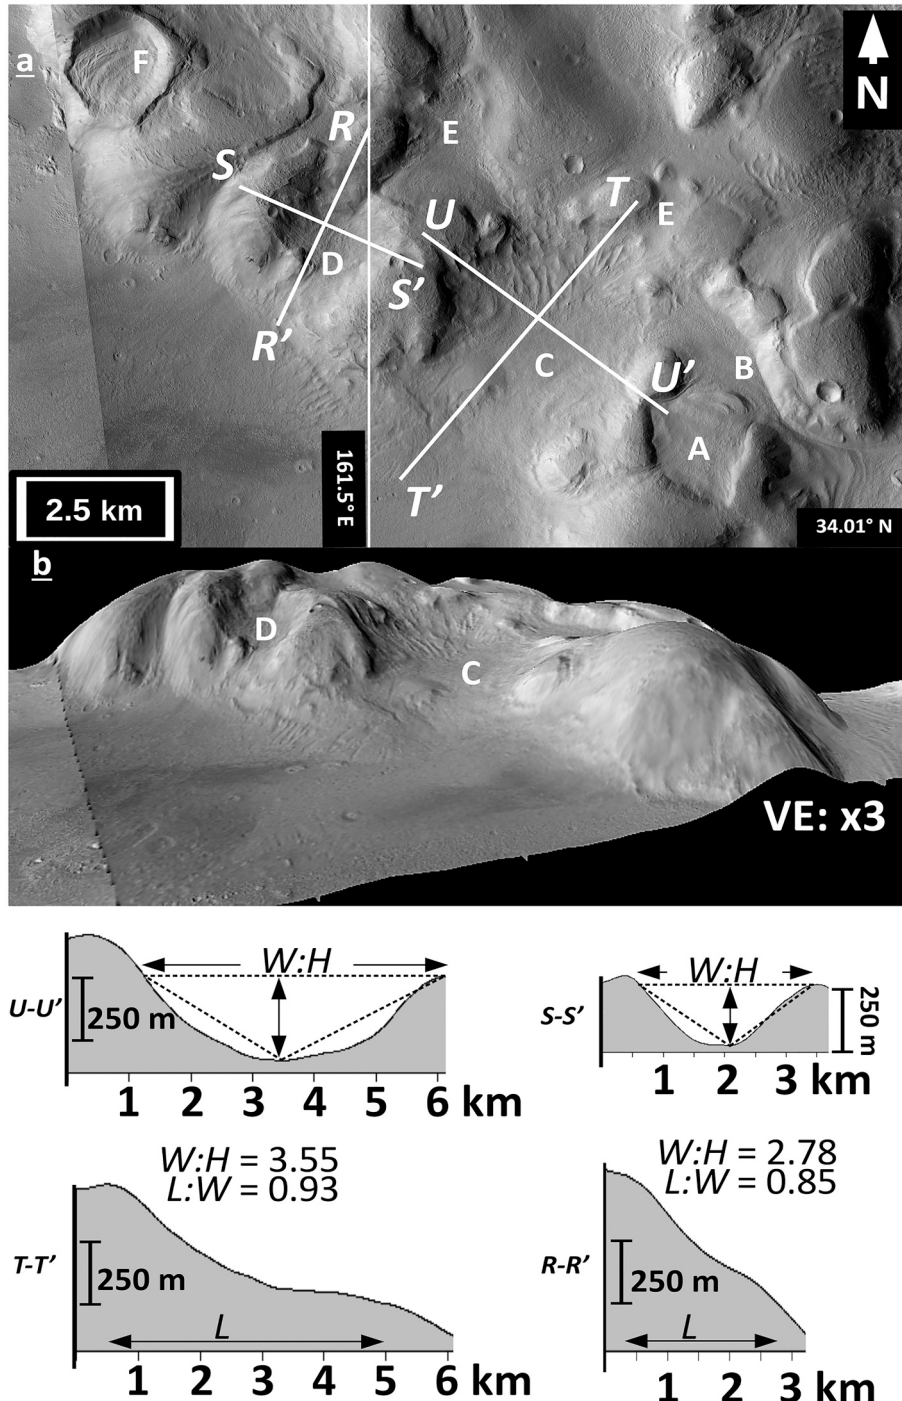 a
F
N
R
E
S
T
E
U
D
S'
R'
C
U'
B
A
T'
161.5° E
2.5 km
34.01° N
b
D
C
VE: x3
W:H
U-U'
250 m
1 2 3 4 5 6 km
W:H
S-S'
250 m
1 2 3 km
W:H = 3.55
L:W = 0.93
T-T'
250 m
L
1 2 3 4 5 6 km
W:H = 2.78
L:W = 0.85
R-R'
250 m
L
1 2 3 km